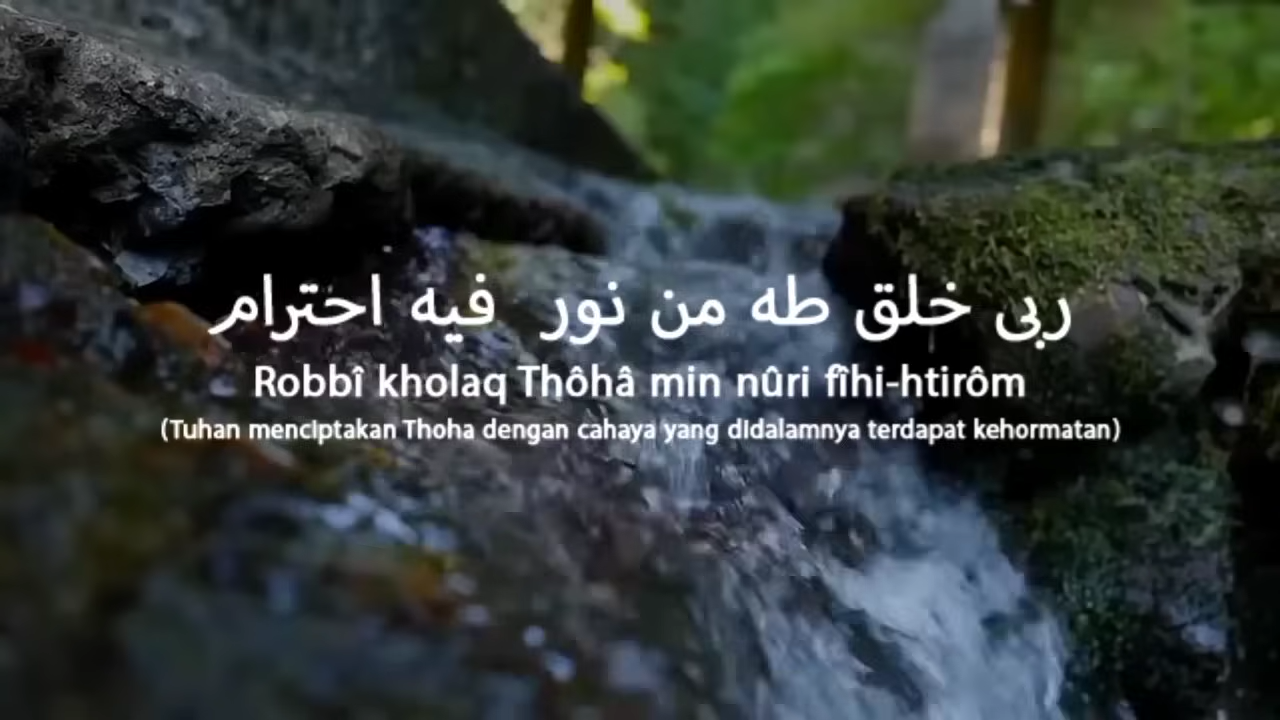 ربى خلق طه من نور فيه احترام
Robbî kholaq Thôhâ min nûri fîhi-htirôm
(Tuhan menciptakan Thoha dengan cahaya yang didalamnya terdapat kehormatan)